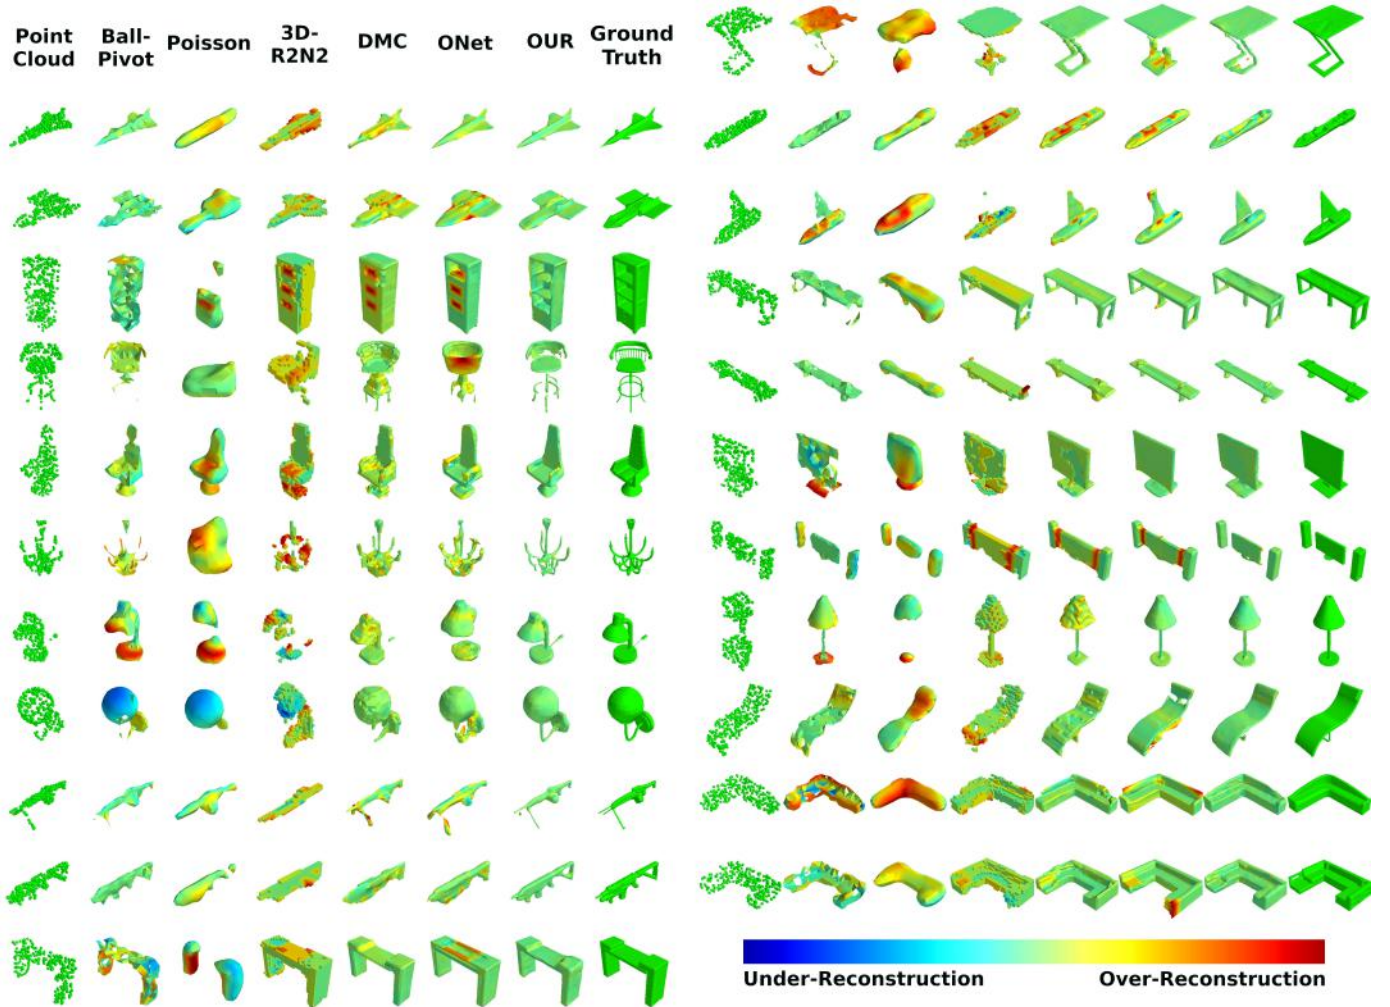 Point Cloud
Ball-Pivot
Poisson
3D-R2N2
DMC
ONet
OUR
Ground Truth
Under-Reconstruction
Over-Reconstruction